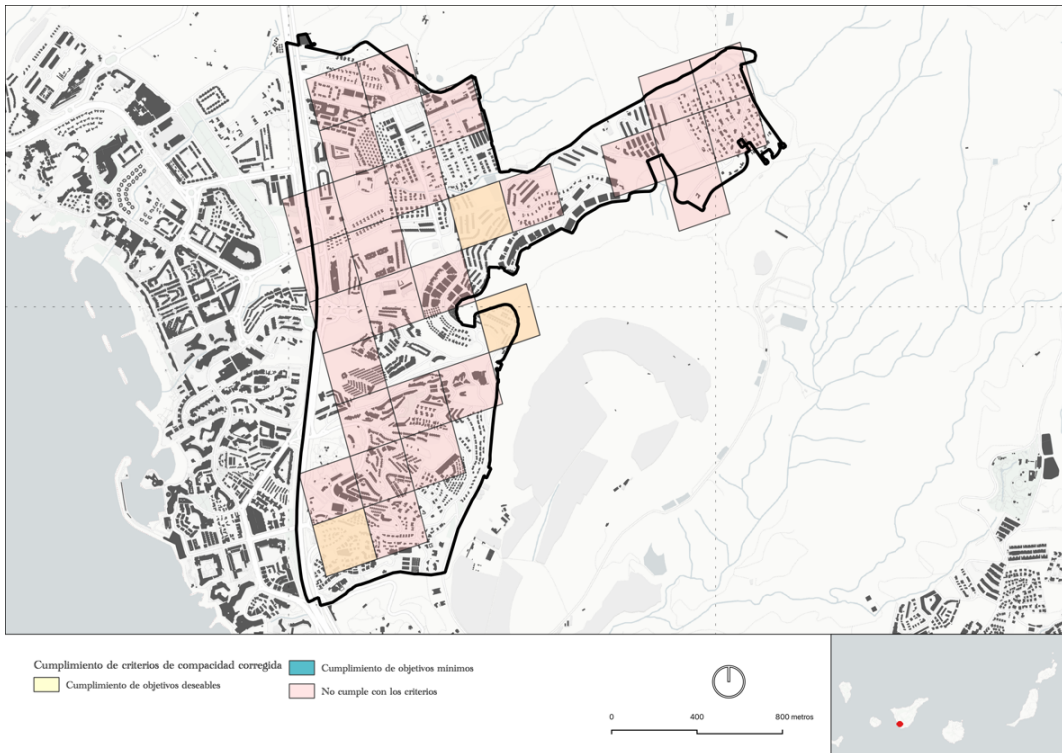 Cumplimiento de criterios de compacidad corregida
Cumplimiento de objetivos deseables
Cumplimiento de objetivos mínimos
No cumple con los criterios
0 400 800 metros